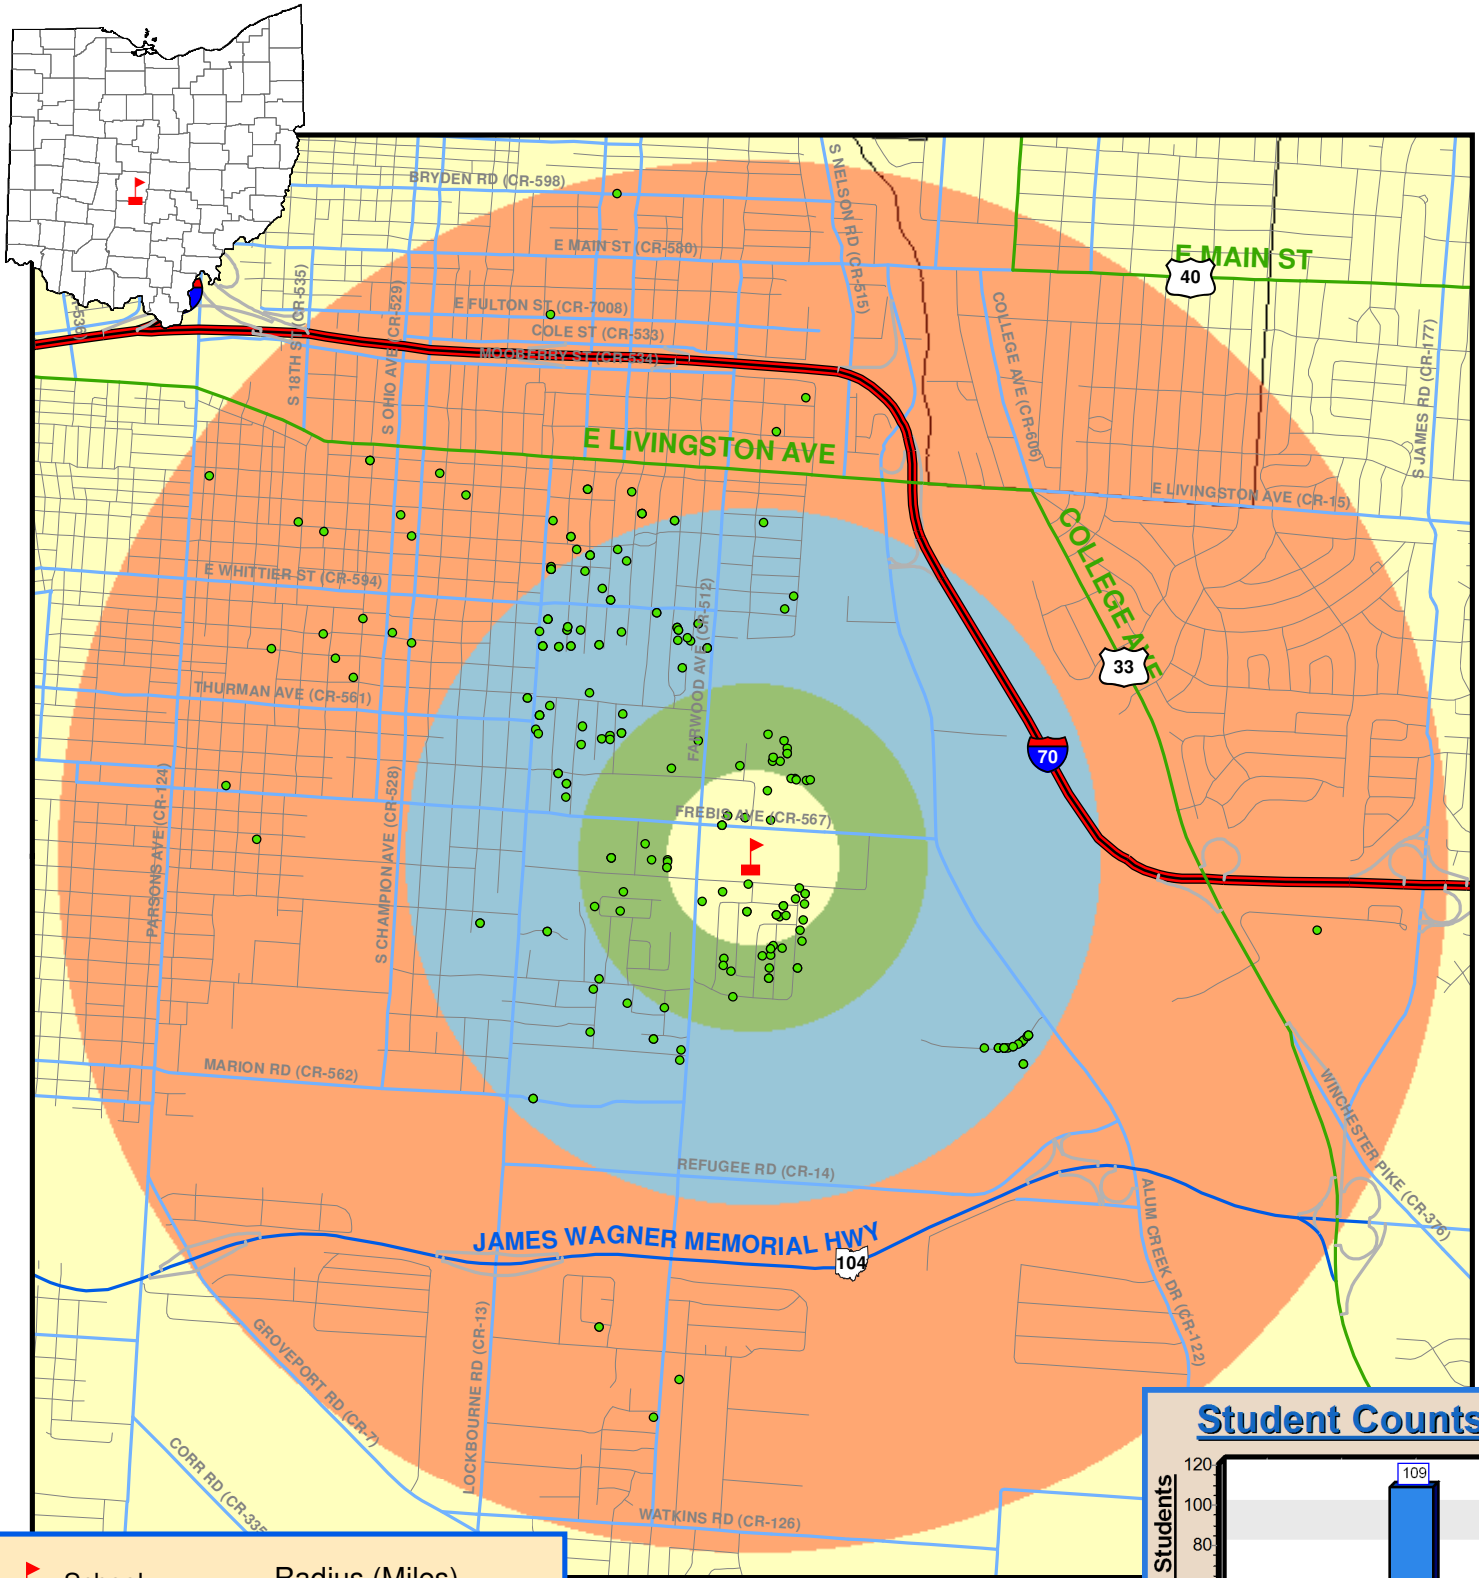 BRYDEN RD (CR-598)
S NELSON RD (CR-515)
E MAIN ST (CR-580)
E MAIN ST
40
S 18TH ST (CR-535)
S OHIO AVE (CR-529)
E FULTON ST (CR-7008)
COLE ST (CR-533)
MOOBERRY ST (CR-534)
COLLEGE AVE (CR-606)
S JAMES RD (CR-177)
E LIVINGSTON AVE
E LIVINGSTON AVE (CR-15)
COLLEGE AVE
33
E WHITTIER ST (CR-594)
FAIRWOOD AVE (CR-512)
THURMAN AVE (CR-561)
70
PARSONS AVE (CR-124)
S CHAMPION AVE (CR-528)
FREBIS AVE (CR-567)
MARION RD (CR-562)
WINCHESTER PIKE (CR-376)
REFUGEE RD (CR-14)
ALUM CREEK DR (CR-122)
JAMES WAGNER MEMORIAL HWY
104
GROVEPORT RD (CR-7)
LOCKBOURNE RD (CR-13)
CORR RD (CR-335
WATKINS RD (CR-126)
Student Counts
120
109
100
80
Students
School
Radius (Miles)